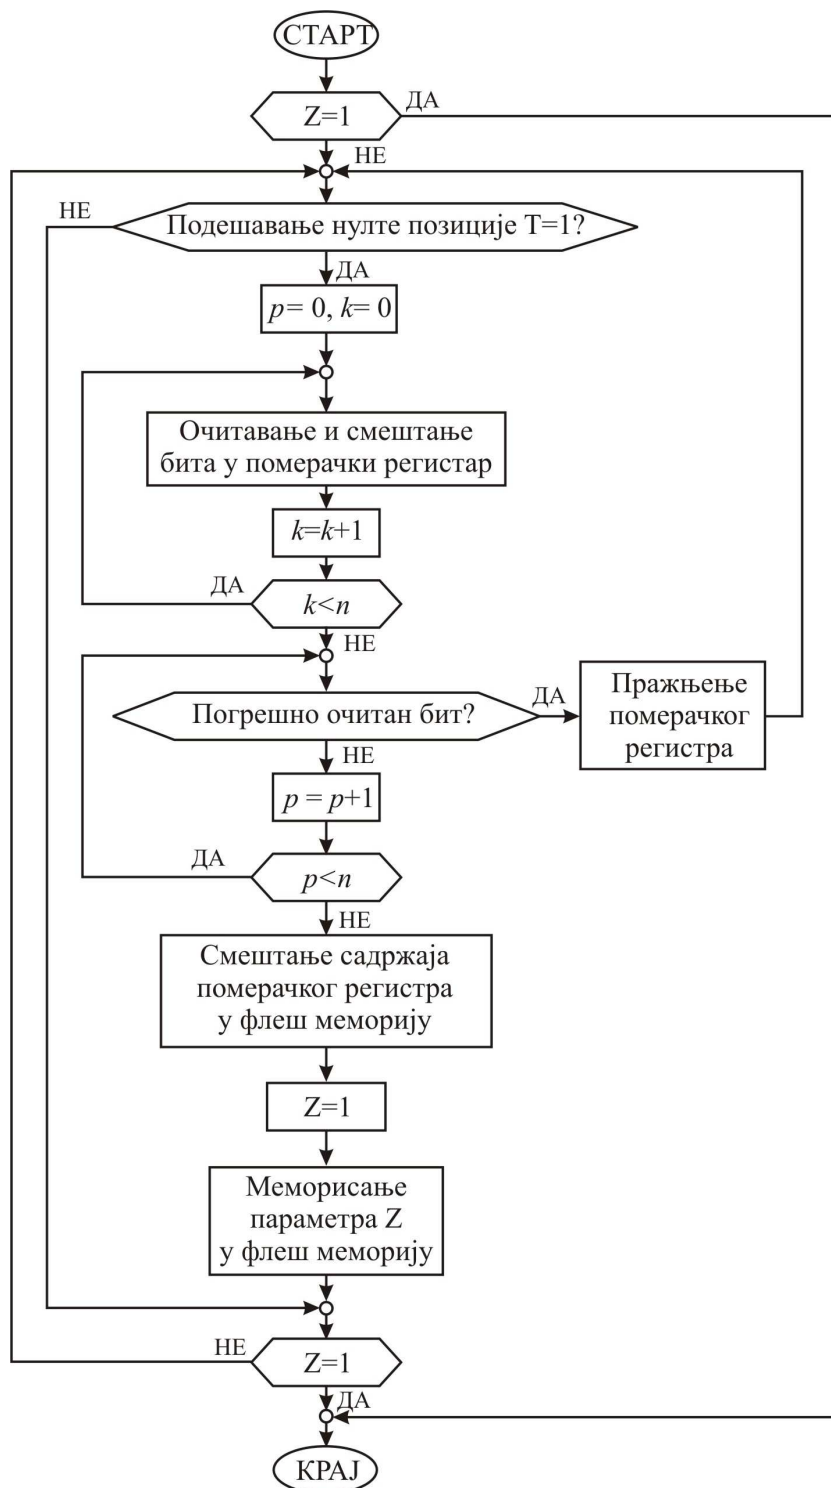 СТАРТ
Z=1
ДА
НЕ
НЕ
Подешавање нулте позиције T=1?
ДА
p= 0, k= 0
Очитавање и смештање
бита у померачки регистар
k=k+1
ДА
k<n
НЕ
Погрешно очитан бит?
ДА
Пражњење
померачког
регистра
НЕ
p = p+1
ДА
p<n
НЕ
Смештање садржаја
померачког регистра
у флеш меморију
Z=1
Меморисање
параметра Z
у флеш меморију
НЕ
Z=1
ДА
КРАЈ